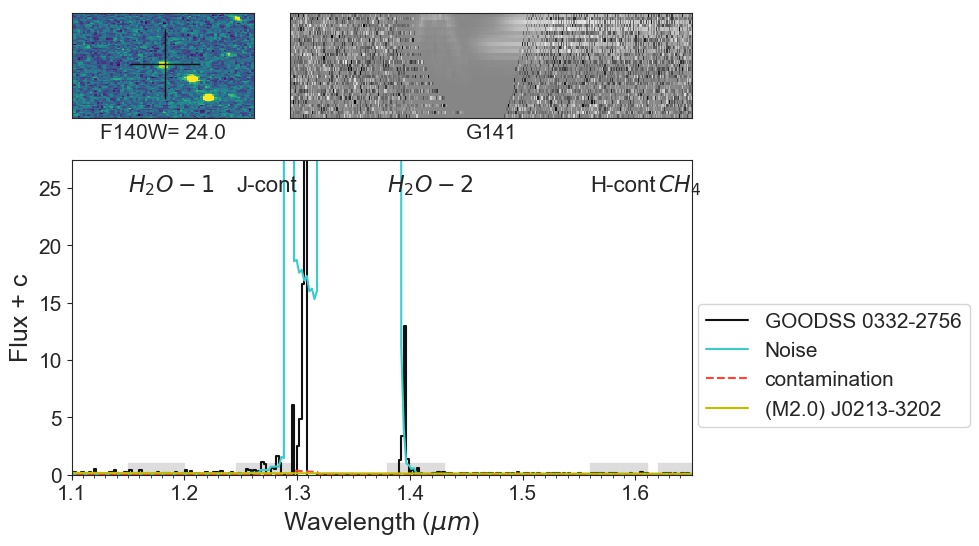 F140W= 24.0
G141
H₂O − 1
J-cont
H₂O − 2
H-cont
CH₄
Flux + c
25
20
15
10
5
0
1.1
1.2
1.3
1.4
1.5
1.6
Wavelength (μm)
GOODSS 0332-2756
Noise
contamination
(M2.0) J0213-3202